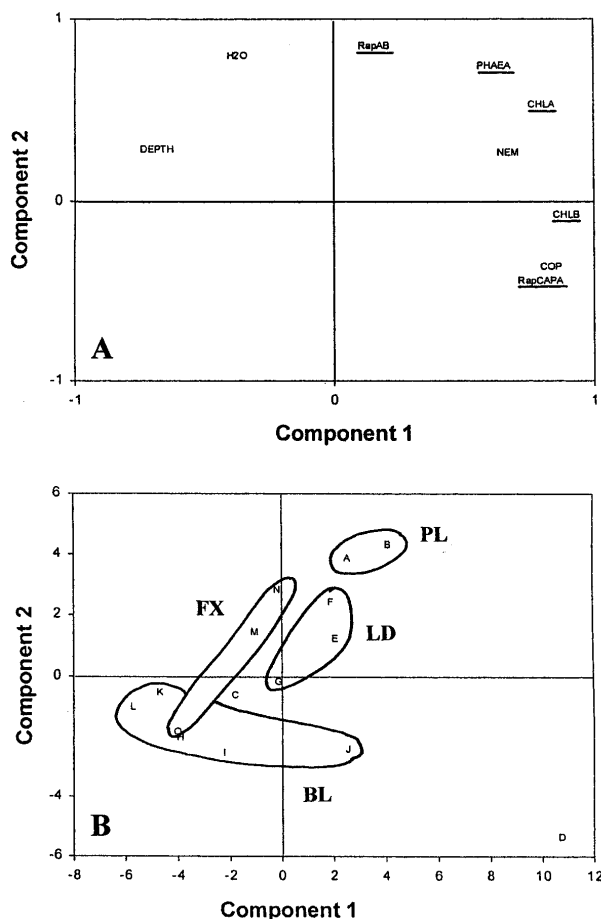 1
H2O
RapAB
PHAEA
CHLA
DEPTH
NEM
Component 2
0
CHLB
COP
RapCAPA
A
-1
-1 0 1
Component 1
6
PL
B
A
4
N
FX
F
2
M
LD
E
Component 2
0
G
K
C
L
O
H
-2
I
J
BL
-4
B
D
-6
-8 -6 -4 -2 0 2 4 6 8 10 12
Component 1